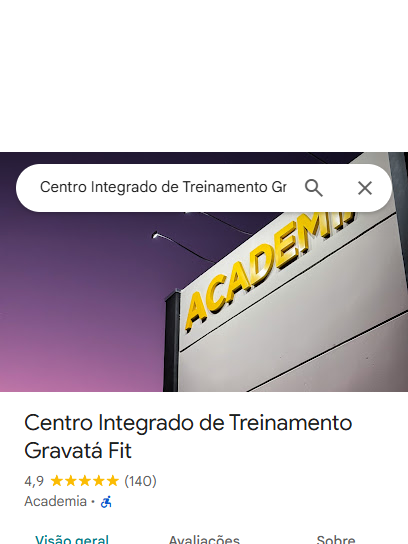 Centro Integrado de Treinamento Gr
ACADEMI
Centro Integrado de Treinamento
Gravatá Fit
4,9 (140)
Academia ·
Visão geral
Avaliações
Sobre